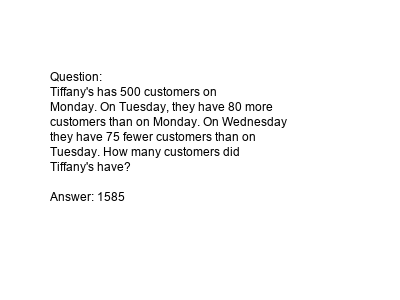 Question:
Tiffany's has 500 customers on
Monday. On Tuesday, they have 80 more
customers than on Monday. On Wednesday
they have 75 fewer customers than on
Tuesday. How many customers did
Tiffany's have?
Answer: 1585